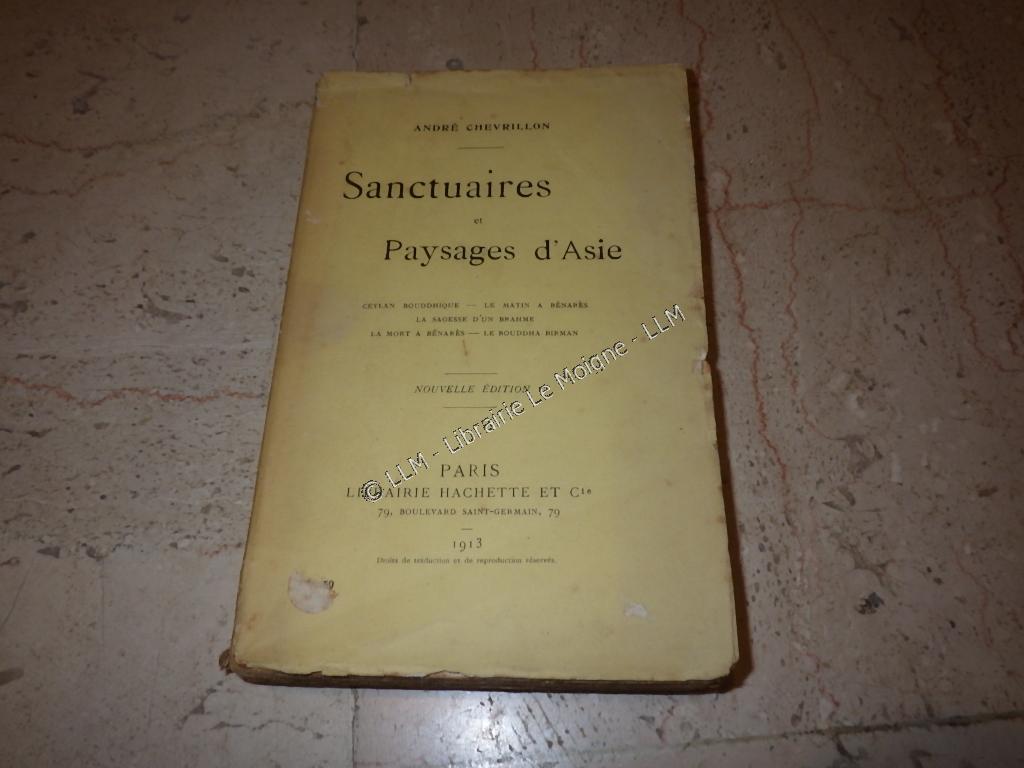 ANDRÉ CHEVRILLON
Sanctuaires
et
Paysages d'Asie
CEYLAN BOUDDHIQUE — LE MATIN A BÉNARÈS
LA SAGESSE D'UN BRAHME
LA MORT A BÉNARÈS — LE BOUDDHA BIRMAN
NOUVELLE ÉDITION
PARIS
LIBRAIRIE HACHETTE ET Cie
79, BOULEVARD SAINT-GERMAIN, 79
1913
Droits de traduction et de reproduction réservés.
© LLM - Librairie Le Moigne - LLM